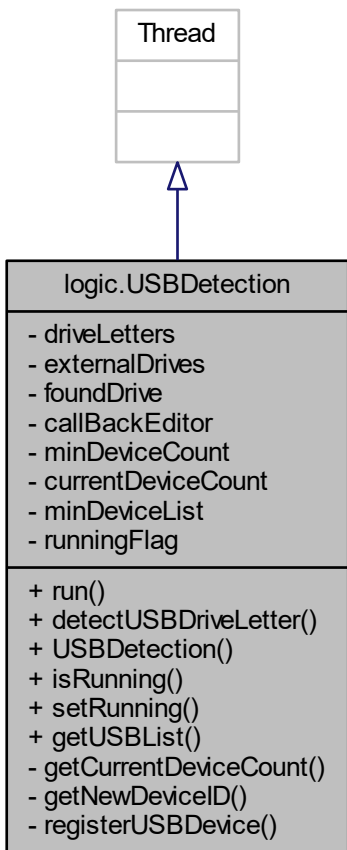 Thread
logic.USBDetection
- driveLetters
- externalDrives
- foundDrive
- callBackEditor
- minDeviceCount
- currentDeviceCount
- minDeviceList
- runningFlag
+ run()
+ detectUSBDriveLetter()
+ USBDetection()
+ isRunning()
+ setRunning()
+ getUSBList()
- getCurrentDeviceCount()
- getNewDeviceID()
- registerUSBDevice()